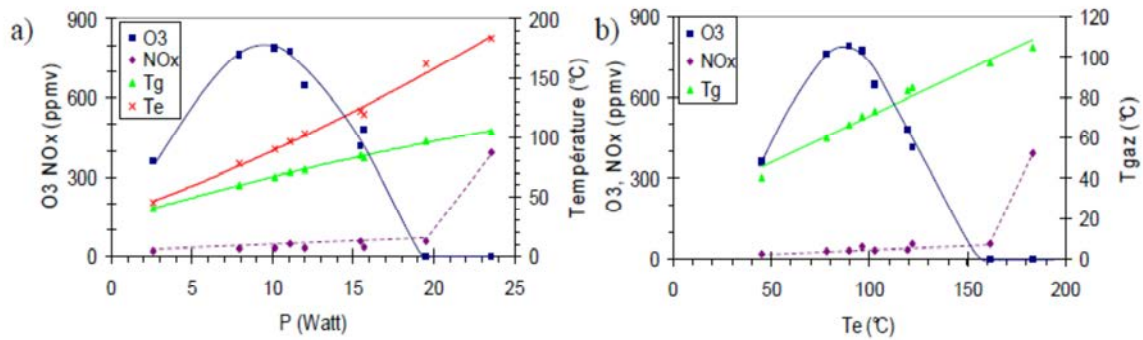 a)
O3 NOx (ppmv)
900
600
300
0
O3
NOx
Tg
Te
200
150
100
50
0
Température (°C)
0 5 10 15 20 25
P (Watt)
b)
O3, NOx (ppmv)
900
600
300
0
O3
NOx
Tg
120
100
80
60
40
20
0
Tgaz (°C)
0 50 100 150 200
Te (°C)